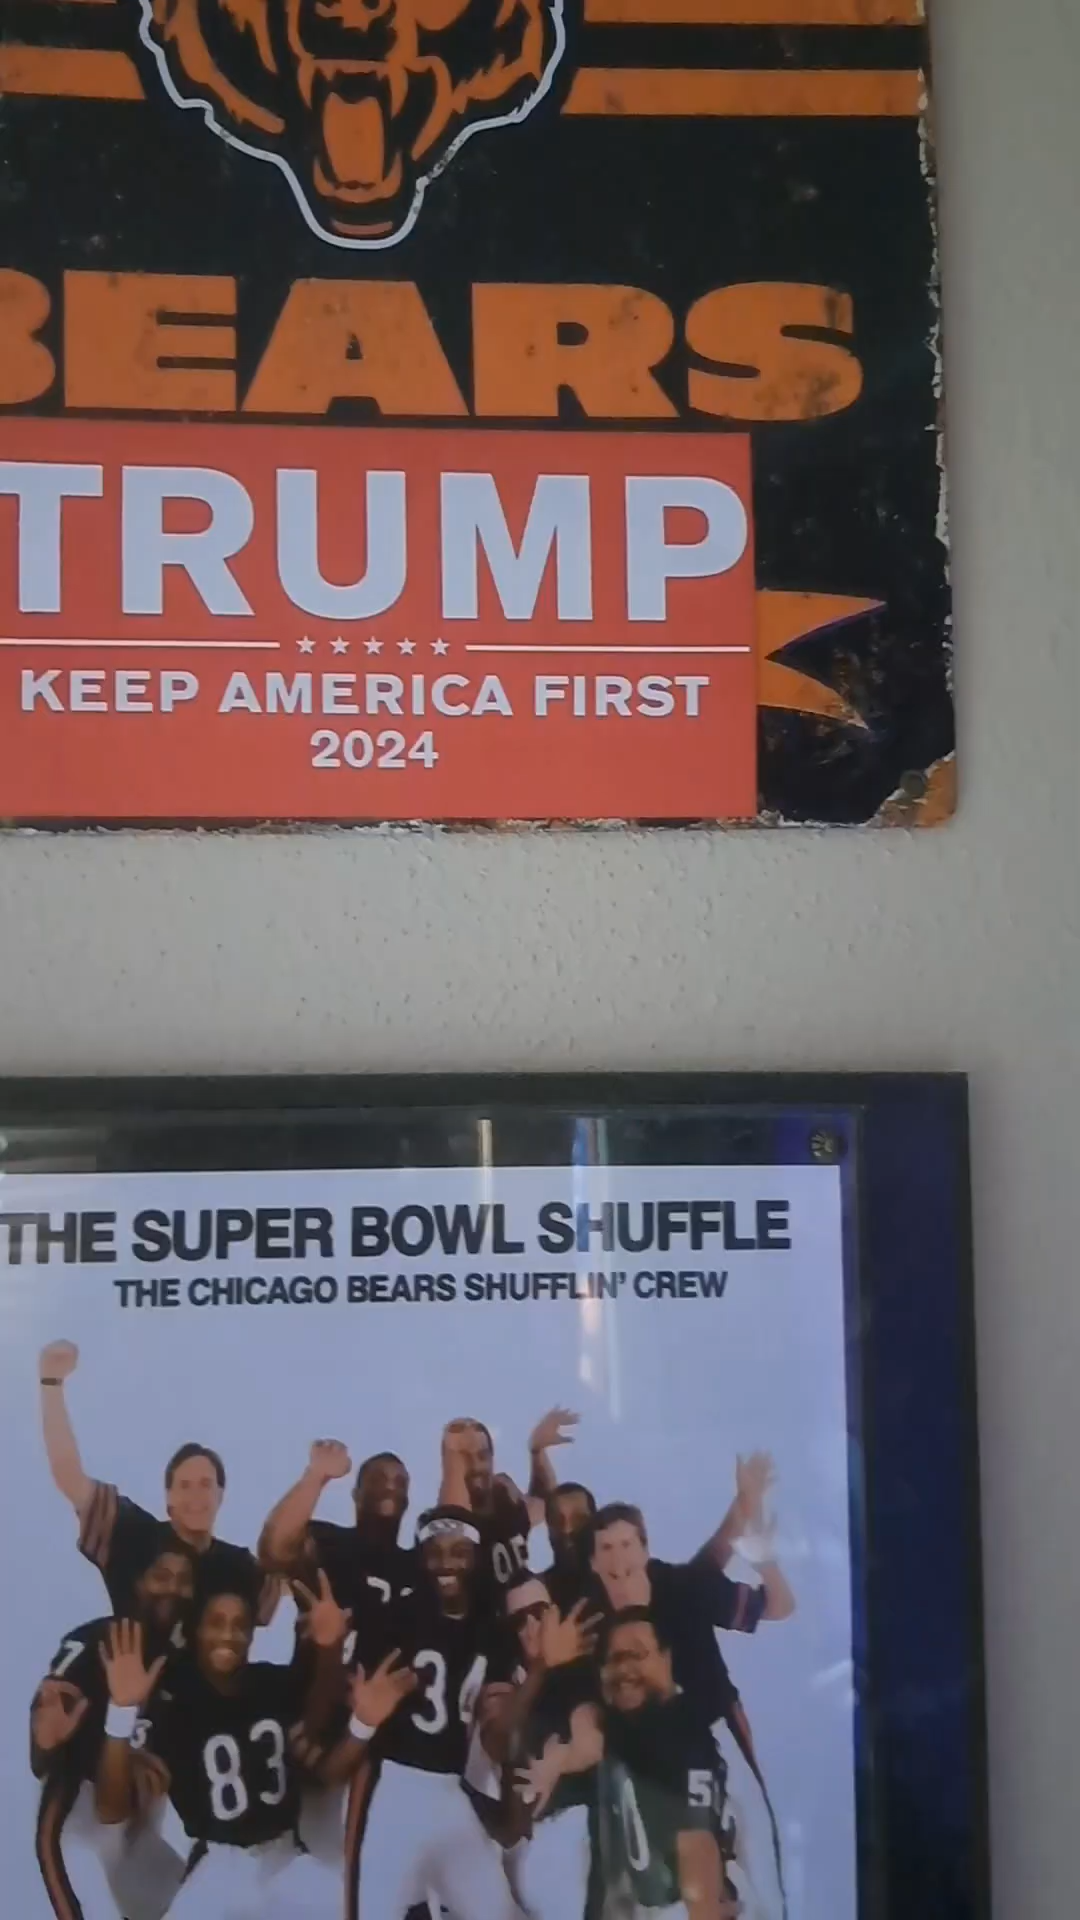 BEARS
TRUMP
KEEP AMERICA FIRST
2024
THE SUPER BOWL SHUFFLE
THE CHICAGO BEARS SHUFFLIN' CREW
34
83